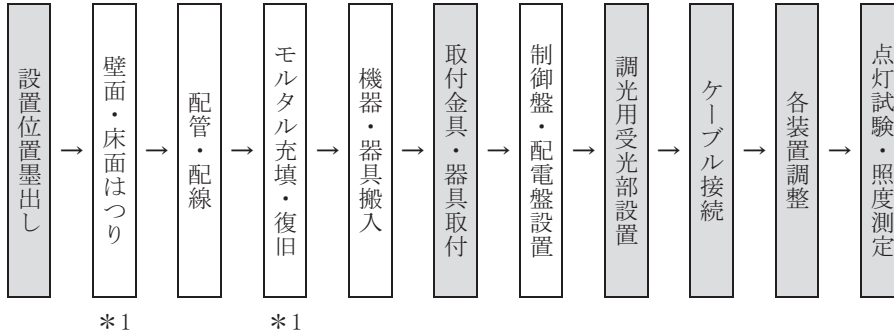 設置位置墨出し
→
壁面・床面はつり
→
配管・配線
→
モルタル充填・復旧
→
機器・器具搬入
→
取付金具・器具取付
→
制御盤・配電盤設置
→
調光用受光部設置
→
ケーブル接続
→
各装置調整
→
点灯試験・照度測定
＊1
＊1